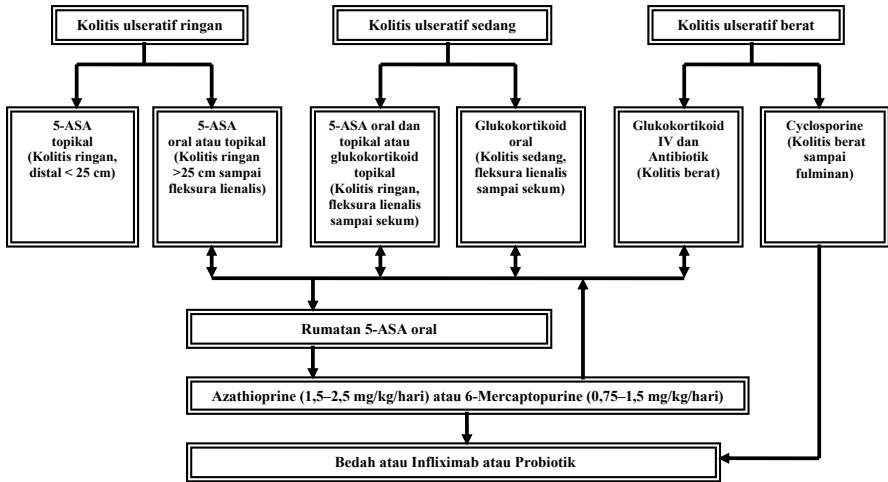 Kolitis ulseratif ringan
Kolitis ulseratif sedang
Kolitis ulseratif berat
5-ASA
topikal
(Kolitis ringan,
distal < 25 cm)
5-ASA
oral atau topikal
(Kolitis ringan
>25 cm sampai
fleksura lienalis)
5-ASA oral dan
topikal atau
glukokortikoid
topikal
(Kolitis ringan,
fleksura lienalis
sampai sekum)
Glukokortikoid
oral
(Kolitis sedang,
fleksura lienalis
sampai sekum)
Glukokortikoid
IV dan
Antibiotik
(Kolitis berat)
Cyclosporine
(Kolitis berat
sampai
fulminan)
Rumatan 5-ASA oral
Azathioprine (1,5–2,5 mg/kg/hari) atau 6-Mercaptopurine (0,75–1,5 mg/kg/hari)
Bedah atau Infliximab atau Probiotik